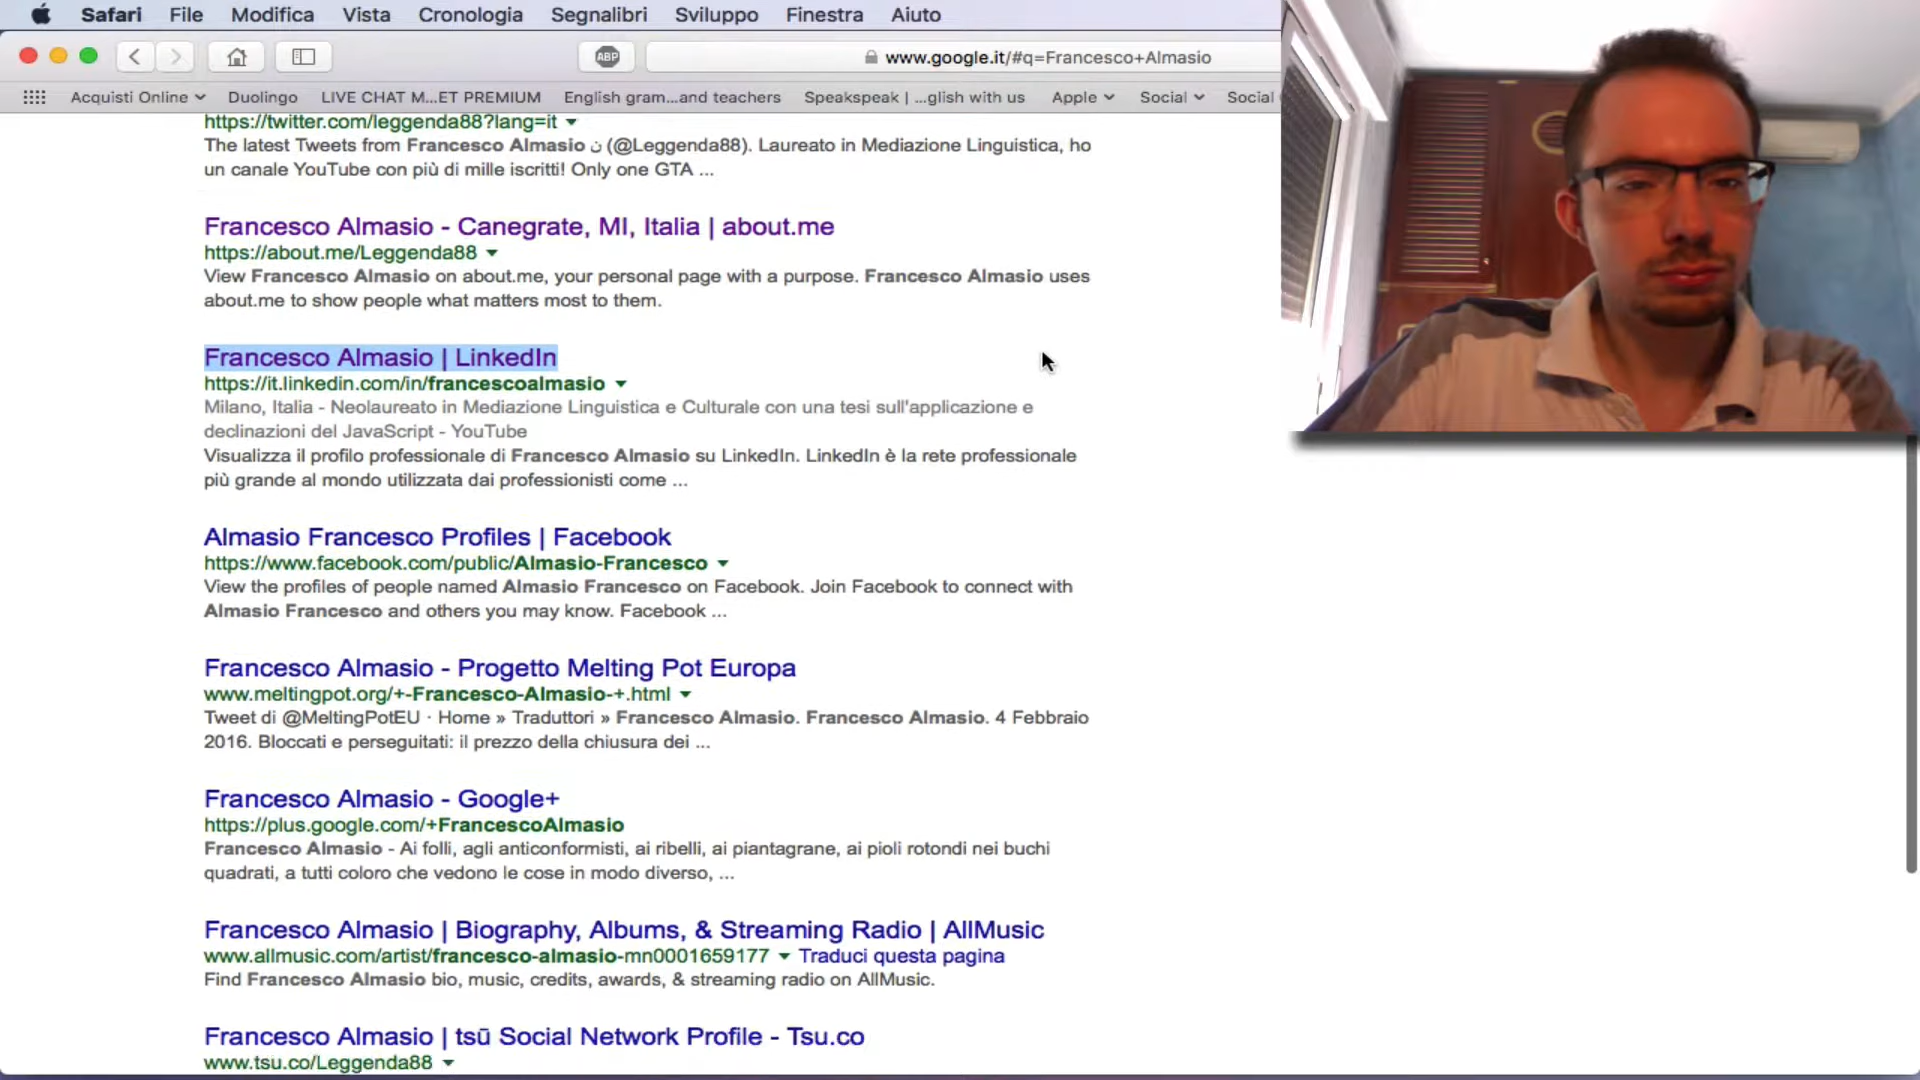 Safari File Modifica Vista Cronologia Segnalibri Sviluppo Finestra Aiuto
ABP
www.google.it/#q=Francesco+Almasio
Acquisti Online Duolingo LIVE CHAT M...ET PREMIUM English gram...and teachers Speakspeak | ...glish with us Apple Social Social
https://twitter.com/leggenda88?lang=it
The latest Tweets from Francesco Almasio ن (@Leggenda88). Laureato in Mediazione Linguistica, ho
un canale YouTube con più di mille iscritti! Only one GTA ...
Francesco Almasio - Canegrate, MI, Italia | about.me
https://about.me/Leggenda88
View Francesco Almasio on about.me, your personal page with a purpose. Francesco Almasio uses
about.me to show people what matters most to them.
Francesco Almasio | LinkedIn
https://it.linkedin.com/in/francescoalmasio
Milano, Italia - Neolaureato in Mediazione Linguistica e Culturale con una tesi sull'applicazione e
declinazioni del JavaScript - YouTube
Visualizza il profilo professionale di Francesco Almasio su LinkedIn. LinkedIn è la rete professionale
più grande al mondo utilizzata dai professionisti come ...
Almasio Francesco Profiles | Facebook
https://www.facebook.com/public/Almasio-Francesco
View the profiles of people named Almasio Francesco on Facebook. Join Facebook to connect with
Almasio Francesco and others you may know. Facebook ...
Francesco Almasio - Progetto Melting Pot Europa
www.meltingpot.org/+-Francesco-Almasio-+.html
Tweet di @MeltingPotEU · Home » Traduttori » Francesco Almasio. Francesco Almasio. 4 Febbraio
2016. Bloccati e perseguitati: il prezzo della chiusura dei ...
Francesco Almasio - Google+
https://plus.google.com/+FrancescoAlmasio
Francesco Almasio - Ai folli, agli anticonformisti, ai ribelli, ai piantagrane, ai pioli rotondi nei buchi
quadrati, a tutti coloro che vedono le cose in modo diverso, ...
Francesco Almasio | Biography, Albums, & Streaming Radio | AllMusic
www.allmusic.com/artist/francesco-almasio-mn0001659177 Traduci questa pagina
Find Francesco Almasio bio, music, credits, awards, & streaming radio on AllMusic.
Francesco Almasio | tsū Social Network Profile - Tsu.co
www.tsu.co/Leggenda88